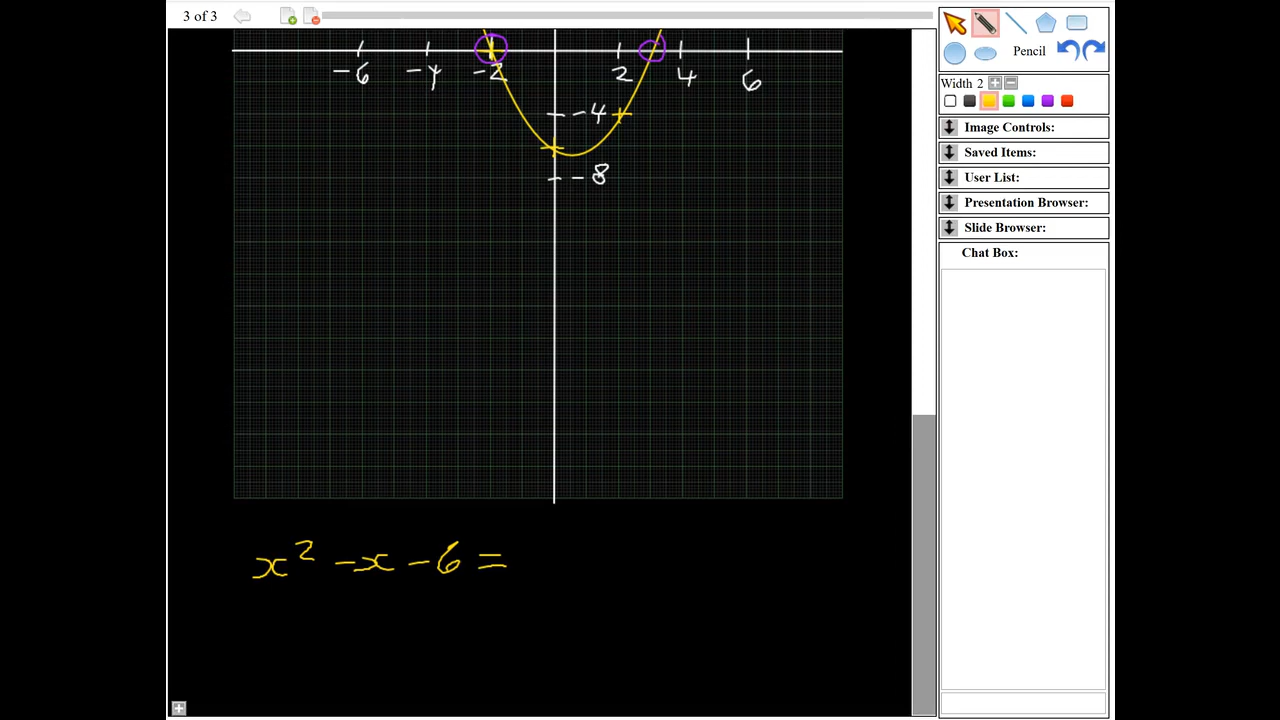 3 of 3
Pencil
Width 2
Image Controls:
Saved Items:
User List:
Presentation Browser:
Slide Browser:
Chat Box:
-6 -4 -2 2 4 6
-4
-8
x² - x - 6 =